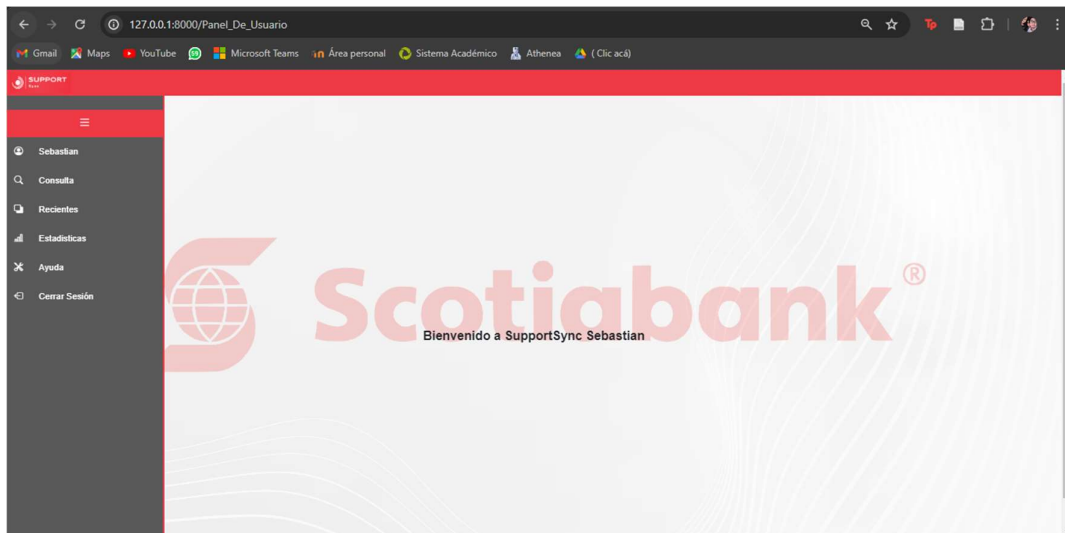 127.0.0.1:8000/Panel_De_Usuario
Gmail Maps YouTube Microsoft Teams Área personal Sistema Académico Athenea ( Clic acá)
SUPPORT
Sebastian
Consulta
Recientes
Estadísticas
Ayuda
Cerrar Sesión
Scotiabank®
Bienvenido a SupportSync Sebastian